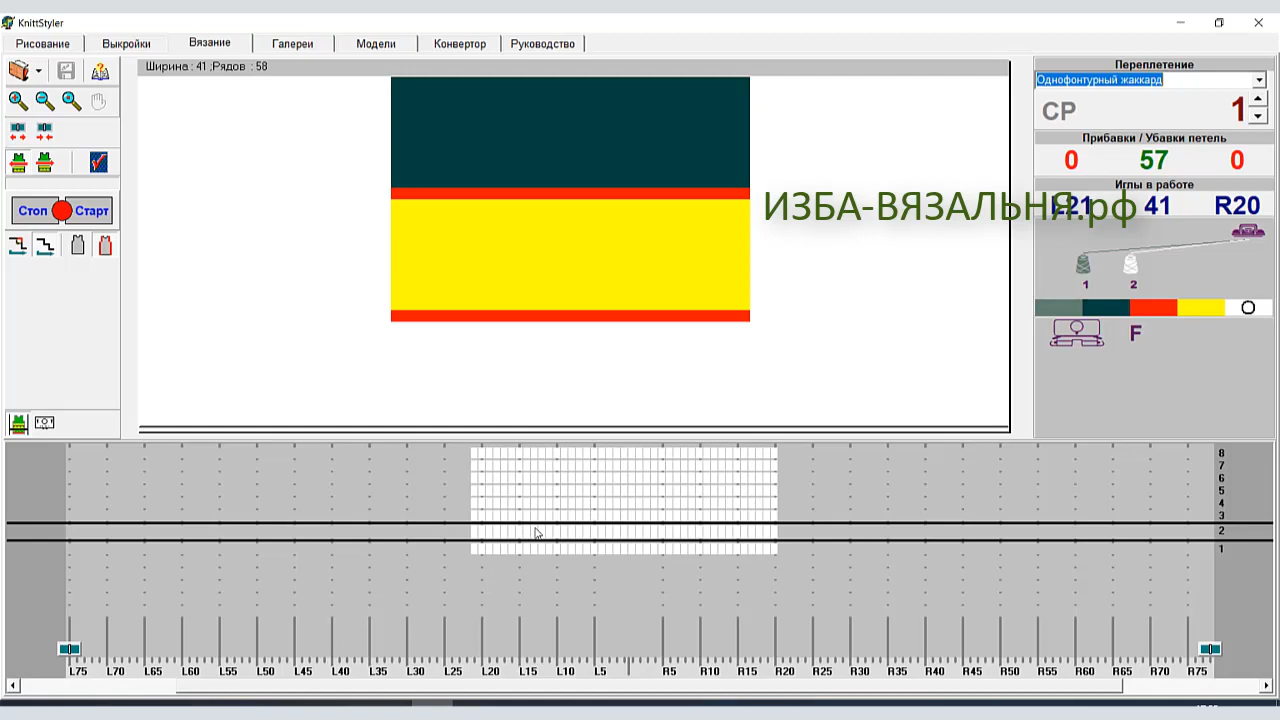 KnittStyler
Рисование Выкройки Вязание Галереи Модели Конвертор Руководство
Ширина : 41 ;Рядов : 58
Переплетение
Однофонтурный жаккард
СР 1
Прибавки / Убавки петель
0 57 0
Иглы в работе
L21 41 R20
ИЗБА-ВЯЗАЛЬНЯ.рф
Стоп Старт
1 2
F
8
7
6
5
4
3
2
1
L75 L70 L65 L60 L55 L50 L45 L40 L35 L30 L25 L20 L15 L10 L5 R5 R10 R15 R20 R25 R30 R35 R40 R45 R50 R55 R60 R65 R70 R75